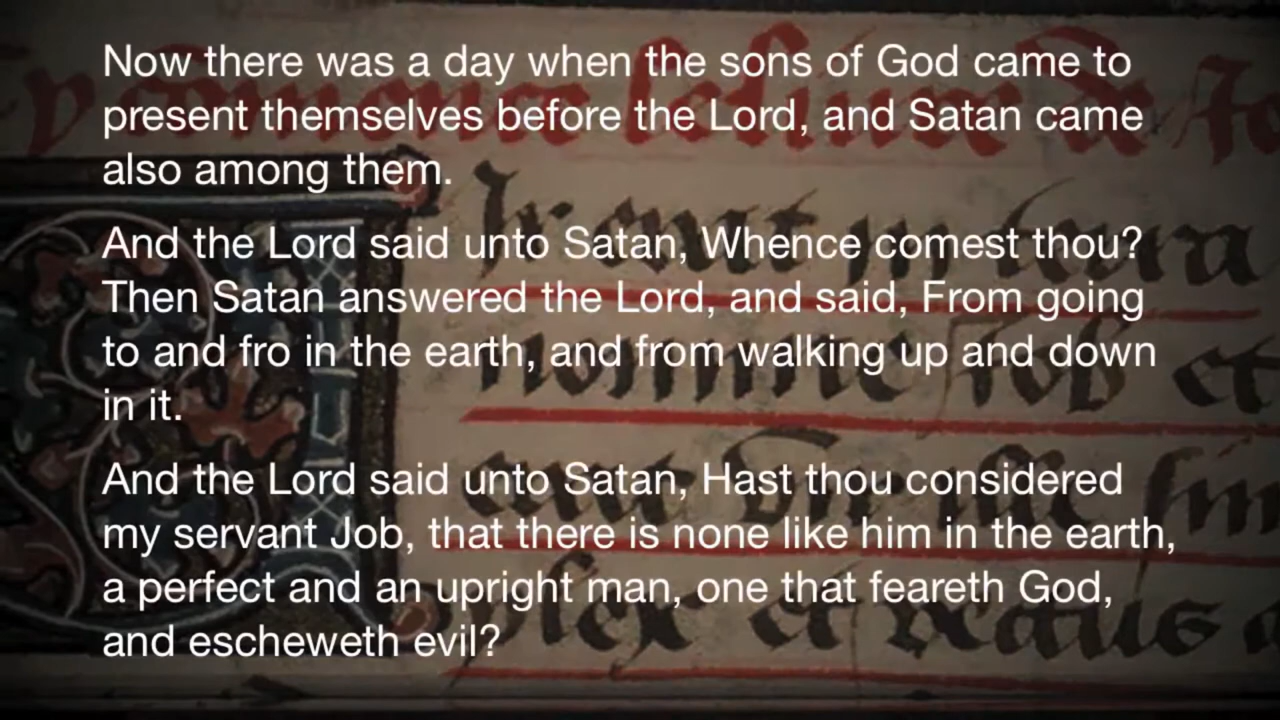 Now there was a day when the sons of God came to
present themselves before the Lord, and Satan came
also among them.
And the Lord said unto Satan, Whence comest thou?
Then Satan answered the Lord, and said, From going
to and fro in the earth, and from walking up and down
in it.
And the Lord said unto Satan, Hast thou considered
my servant Job, that there is none like him in the earth,
a perfect and an upright man, one that feareth God,
and escheweth evil?